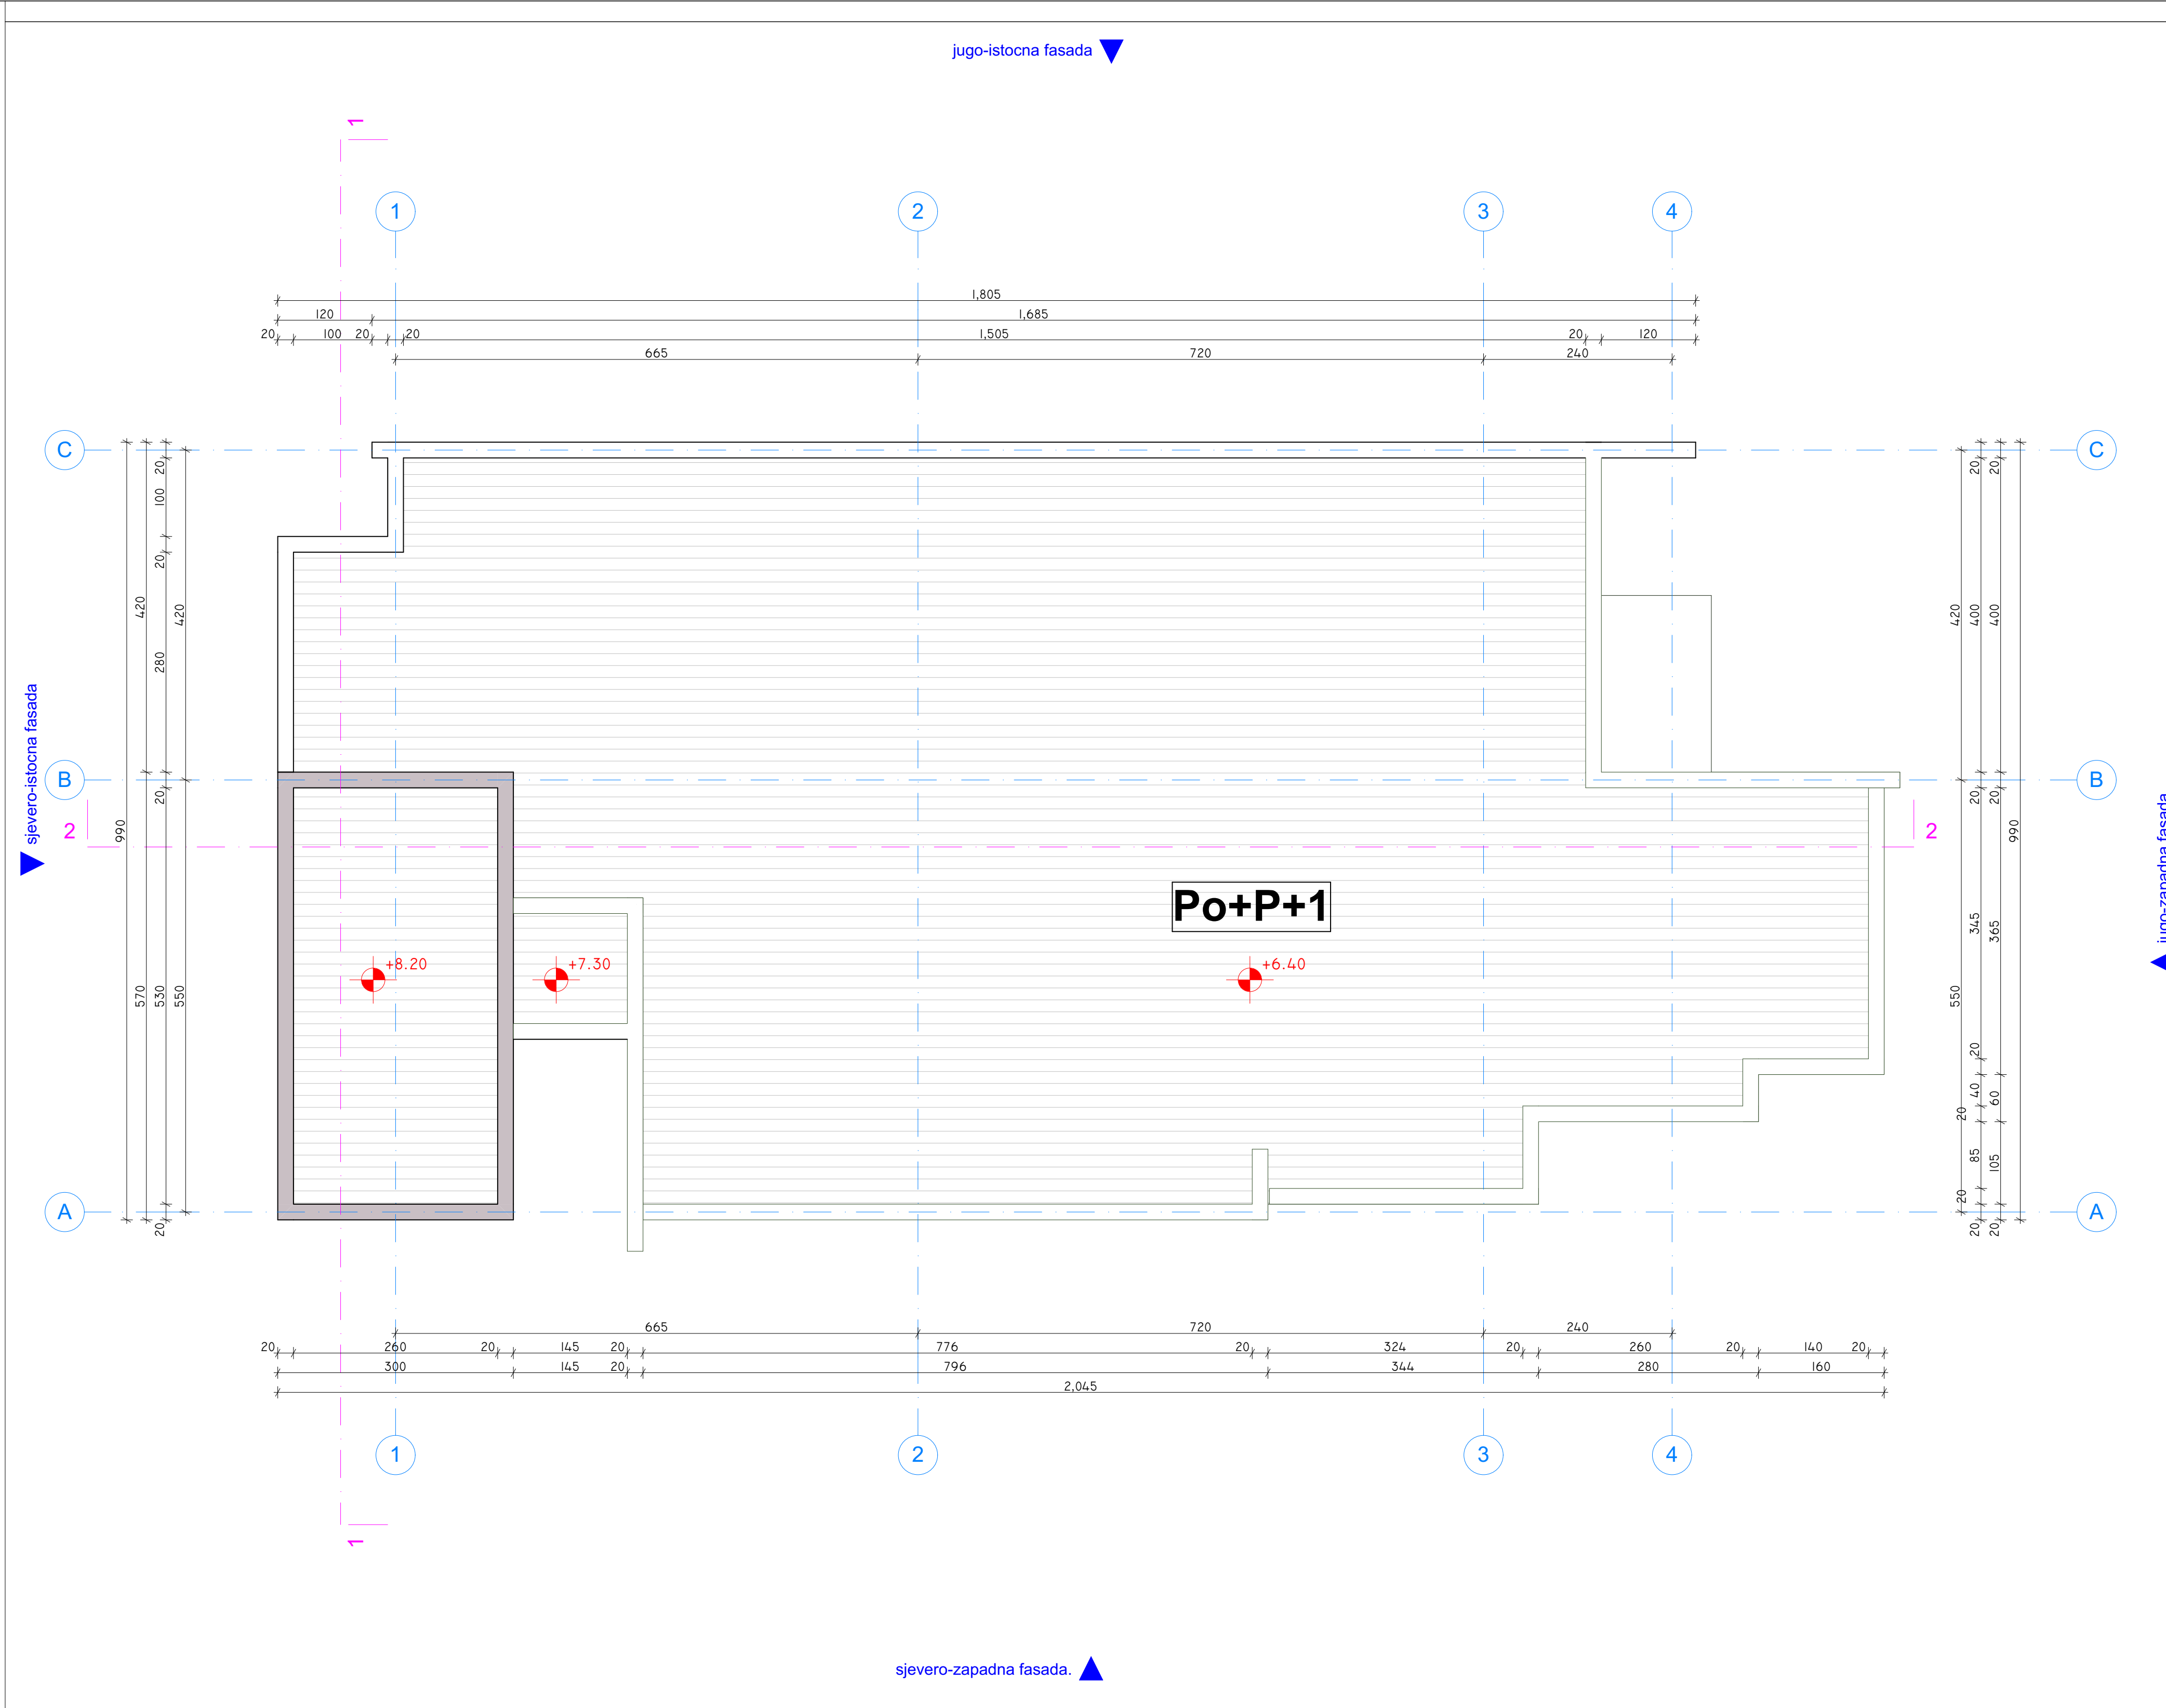 jugo-istocna fasada
1
1 2 3 4
1,805
120 1,685
20 100 20 20 1,505 20 120
665 720 240
C C
20 20 20
100
20
420 420 280 420 400 400
sjevero-istocna fasada
B B
20 20 20
2 2
990 990
jugo-zapadna fasada
Po+P+1
345 365
+8.20 +7.30 +6.40
570 530 550 550
20
40 60
20
85 105
20
A A
20 20 20
665 720 240
20 260 20 145 20 776 20 324 20 260 20 140 20
300 145 20 796 344 280 160
2,045
1 2 3 4
1
sjevero-zapadna fasada.